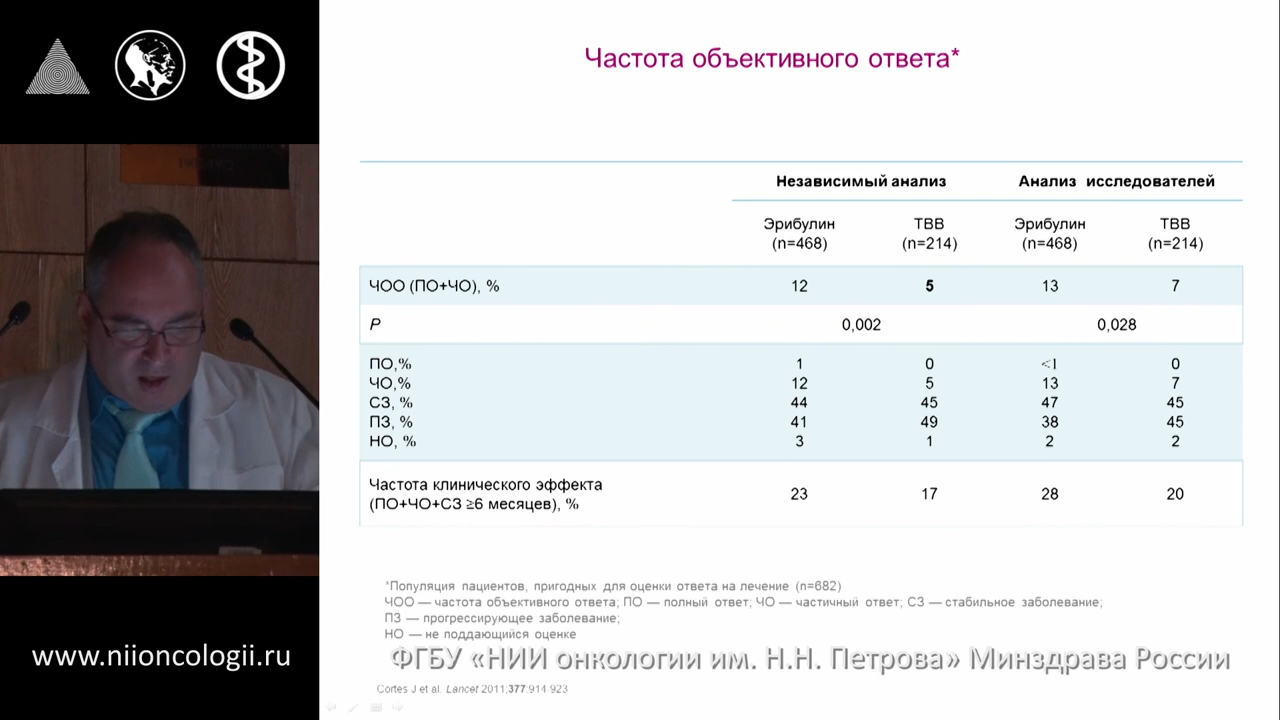 Частота объективного ответа*
Независимый анализ Анализ исследователей
Эрибулин (n=468) ТВВ (n=214) Эрибулин (n=468) ТВВ (n=214)
ЧОО (ПО+ЧО), % 12 5 13 7
P 0,002 0,028
ПО,% 1 0 <1 0
ЧО,% 12 5 13 7
СЗ, % 44 45 47 45
ПЗ, % 41 49 38 45
НО, % 3 1 2 2
Частота клинического эффекта
(ПО+ЧО+СЗ ≥6 месяцев), % 23 17 28 20
*Популяция пациентов, пригодных для оценки ответа на лечение (n=682)
ЧОО — частота объективного ответа; ПО — полный ответ; ЧО — частичный ответ; СЗ — стабильное заболевание;
ПЗ — прогрессирующее заболевание;
НО — не поддающийся оценке
www.niioncologii.ru
ФГБУ «НИИ онкологии им. Н.Н. Петрова» Минздрава России
Cortes J et al. Lancet 2011;377:914 923